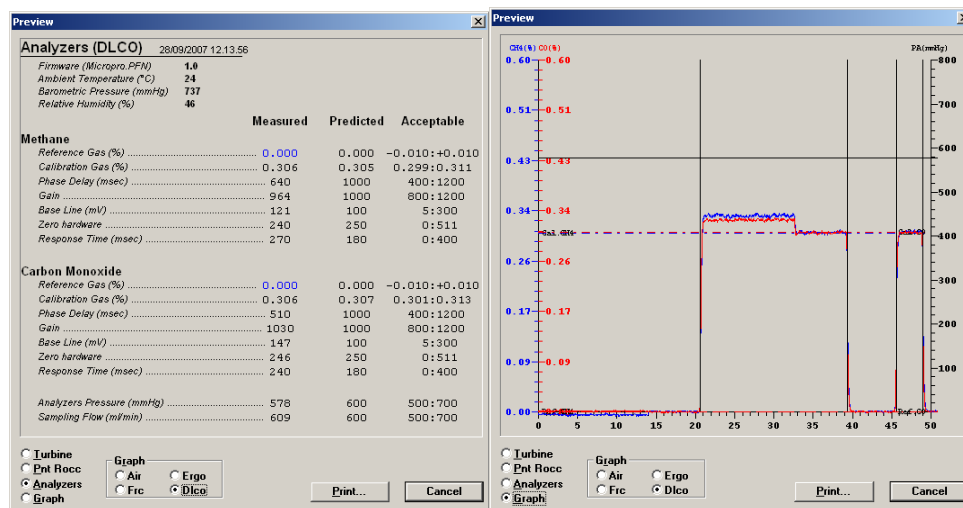 Preview
Analyzers (DLCO) 28/09/2007 12.13.56
Firmware (Micropro.PFN) 1.0
Ambient Temperature (°C) 24
Barometric Pressure (mmHg) 737
Relative Humidity (%) 46
Measured Predicted Acceptable
Methane
Reference Gas (%) 0.000 0.000 -0.010:+0.010
Calibration Gas (%) 0.306 0.305 0.299:0.311
Phase Delay (msec) 640 1000 400:1200
Gain 964 1000 800:1200
Base Line (mV) 121 100 5:300
Zero hardware 240 250 0:511
Response Time (msec) 270 180 0:400
Carbon Monoxide
Reference Gas (%) 0.000 0.000 -0.010:+0.010
Calibration Gas (%) 0.306 0.307 0.301:0.313
Phase Delay (msec) 510 1000 400:1200
Gain 1030 1000 800:1200
Base Line (mV) 147 100 5:300
Zero hardware 246 250 0:511
Response Time (msec) 240 180 0:400
Analyzers Pressure (mmHg) 578 600 500:700
Sampling Flow (ml/min) 609 600 500:700
Turbine
Pnt Rocc
Analyzers
Graph
Graph
Air Ergo
Frc Dlco
Print... Cancel
Preview
CH4(%) CO(%) PA(mmHg)
0.60 0.60 800
700
0.51 0.51
600
0.43 0.43
500
0.34 0.34
400
Cal.CH4
0.26 0.26
300
0.17 0.17
200
0.09 0.09
100
0.00 0.00 Ref.CO
0 5 10 15 20 25 30 35 40 45 50
Turbine
Pnt Rocc
Analyzers
Graph
Graph
Air Ergo
Frc Dlco
Print... Cancel